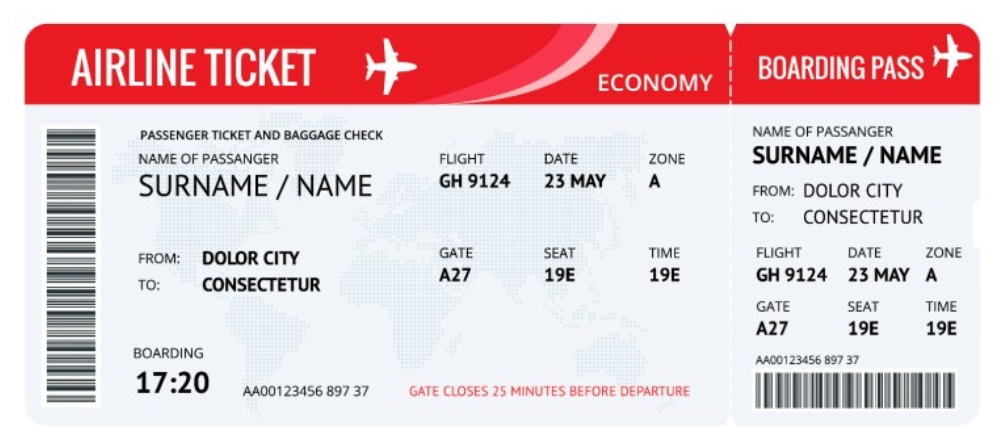 AIRLINE TICKET
ECONOMY
PASSENGER TICKET AND BAGGAGE CHECK
NAME OF PASSANGER
SURNAME / NAME
FLIGHT DATE ZONE
GH 9124 23 MAY A
FROM: DOLOR CITY
TO: CONSECTETUR
GATE SEAT TIME
A27 19E 19E
BOARDING
17:20
AA00123456 897 37
GATE CLOSES 25 MINUTES BEFORE DEPARTURE
BOARDING PASS
NAME OF PASSANGER
SURNAME / NAME
FROM: DOLOR CITY
TO: CONSECTETUR
FLIGHT DATE ZONE
GH 9124 23 MAY A
GATE SEAT TIME
A27 19E 19E
AA00123456 897 37